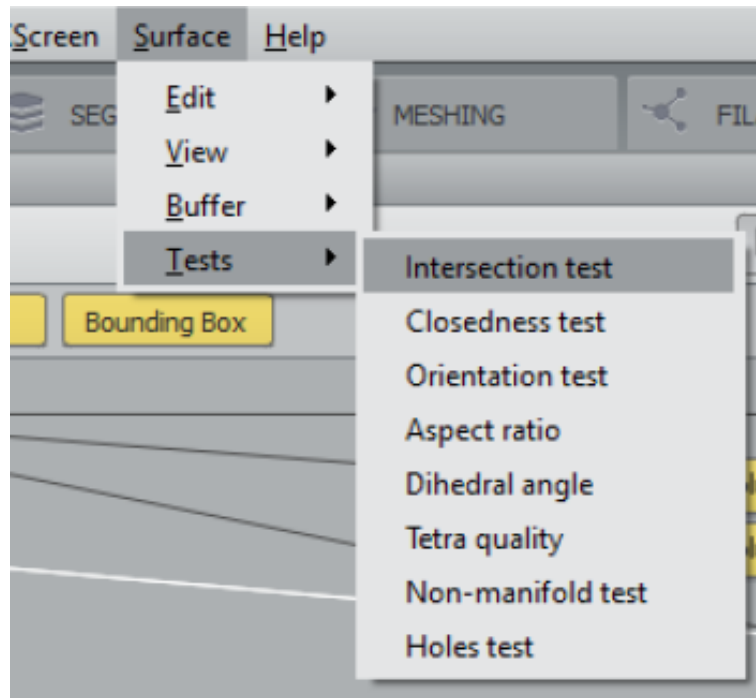 Screen Surface Help
SEG MESHING FIL
Edit
View
Buffer
Tests
Bounding Box
Intersection test
Closedness test
Orientation test
Aspect ratio
Dihedral angle
Tetra quality
Non-manifold test
Holes test